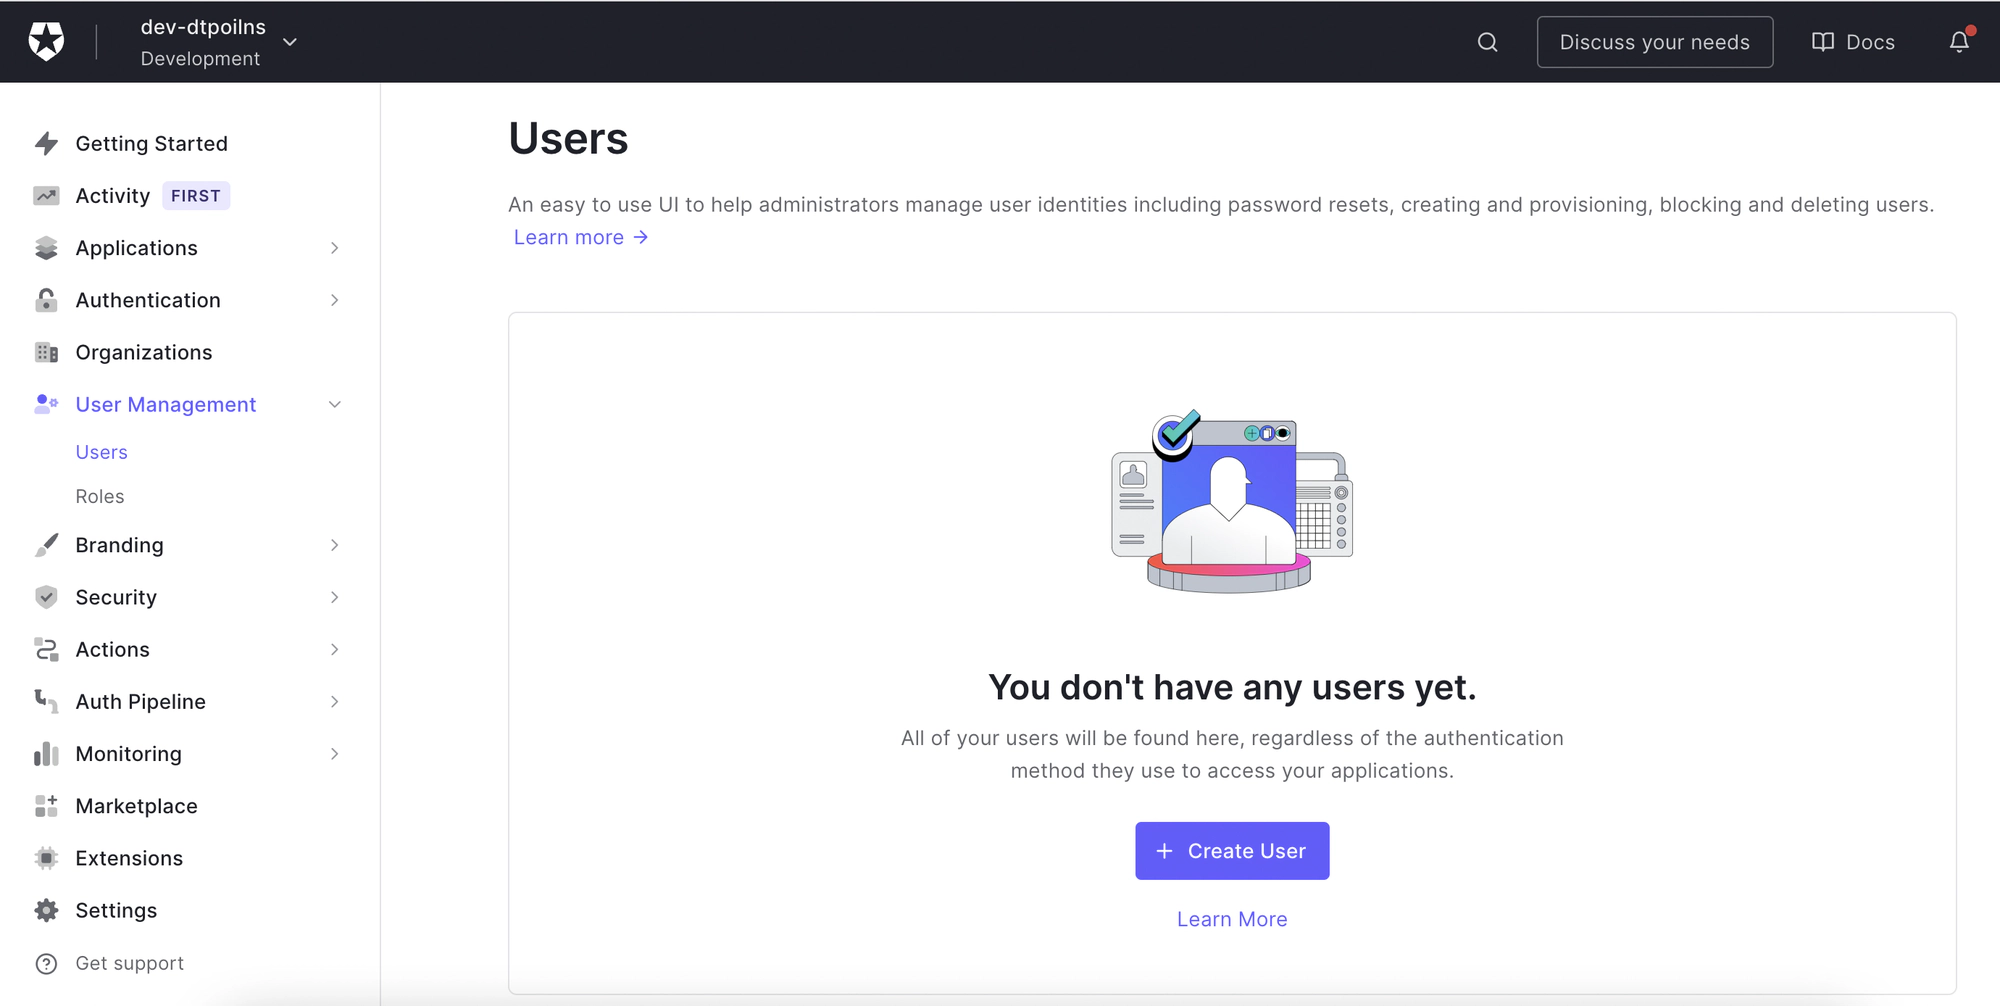 dev-dtpoilns
Development
Discuss your needs
Docs
Getting Started
Activity FIRST
Applications
Authentication
Organizations
User Management
Users
Roles
Branding
Security
Actions
Auth Pipeline
Monitoring
Marketplace
Extensions
Settings
Get support
Users
An easy to use UI to help administrators manage user identities including password resets, creating and provisioning, blocking and deleting users.
Learn more →
You don't have any users yet.
All of your users will be found here, regardless of the authentication
method they use to access your applications.
+ Create User
Learn More